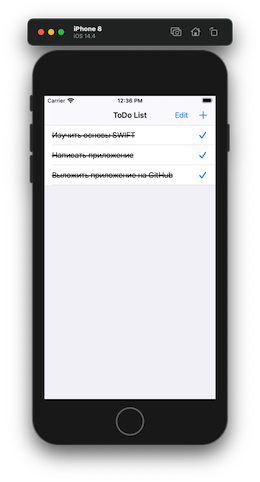 iPhone 8
iOS 14.4
Carrier 12:36 PM
ToDo List Edit +
Изучить основы SWIFT
Написать приложение
Выложить приложение на GitHub